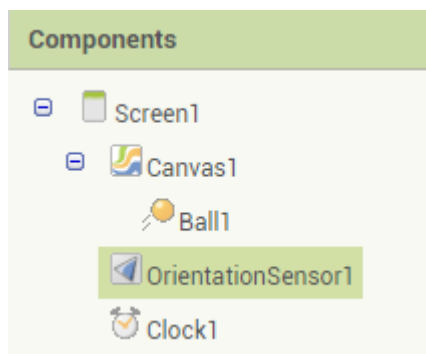 Components
Screen1
Canvas1
Ball1
OrientationSensor1
Clock1